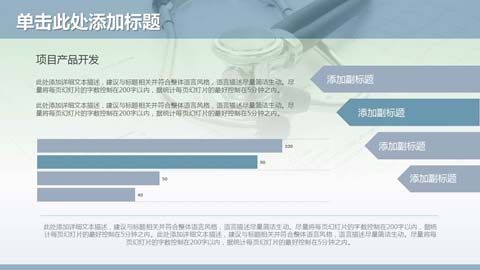 单击此处添加标题
项目产品开发
此处添加详细文本描述，建议与标题相关并符合整体语言风格，语言描述尽量简洁生动。尽
量将每页幻灯片的字数控制在200字以内，据统计每页幻灯片的最好控制在5分钟之内。
此处添加详细文本描述，建议与标题相关并符合整体语言风格，语言描述尽量简洁生动。尽
量将每页幻灯片的字数控制在200字以内，据统计每页幻灯片的最好控制在5分钟之内。
添加副标题
添加副标题
添加副标题
添加副标题
100
90
50
40
此处添加详细文本描述，建议与标题相关并符合整体语言风格，语言描述尽量简洁生动。尽量将每页幻灯片的字数控制在200字以内，据统
计每页幻灯片的最好控制在5分钟之内。此处添加详细文本描述，建议与标题相关并符合整体语言风格，语言描述尽量简洁生动。尽量将每页
幻灯片的字数控制在200字以内，据统计每页幻灯片的最好控制在5分钟之内。